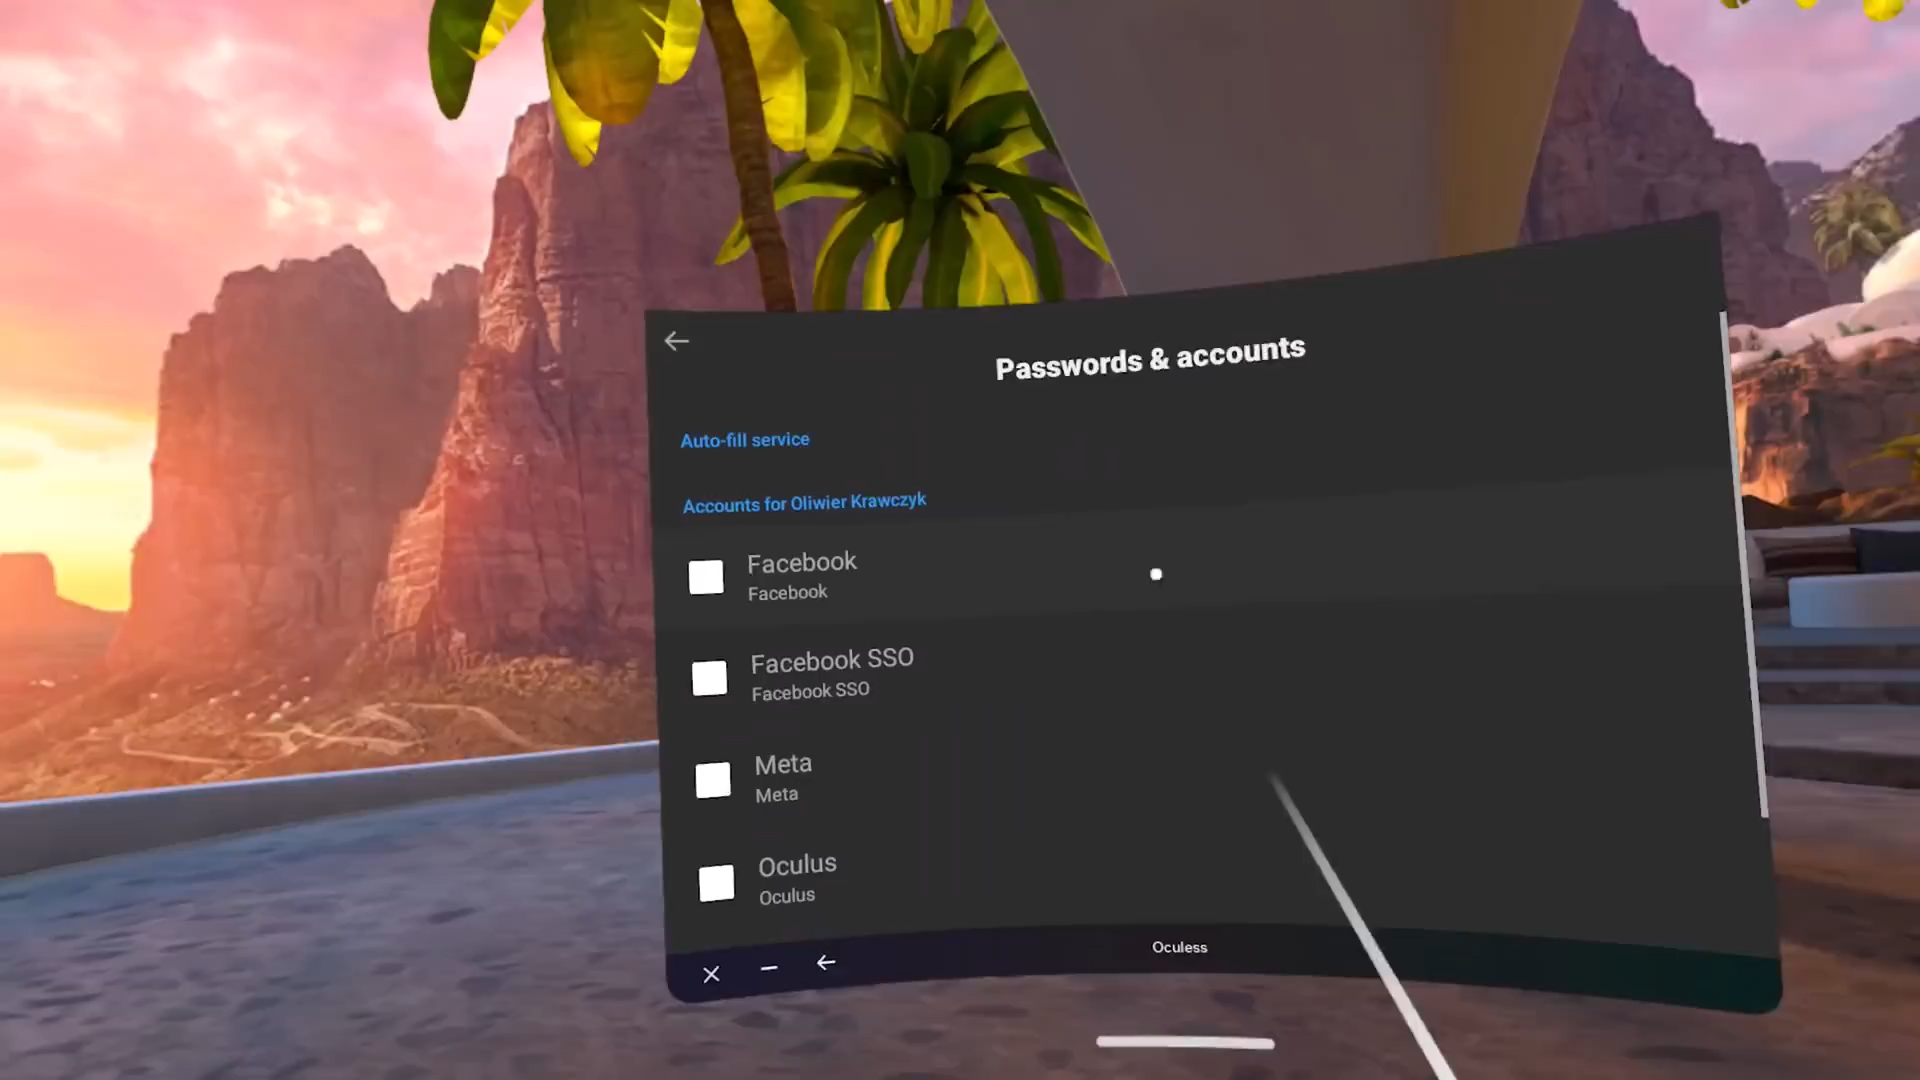 Passwords & accounts
Auto-fill service
Accounts for Oliwier Krawczyk
Facebook
Facebook
Facebook SSO
Facebook SSO
Meta
Meta
Oculus
Oculus
Oculess